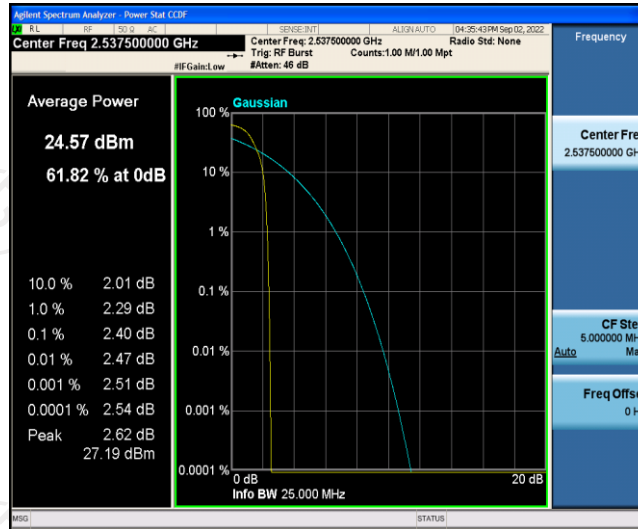 Agilent Spectrum Analyzer - Power Stat CCDF
RL RF 50 Ω AC SENSE:INT ALIGN AUTO 04:35:43 PM Sep 02, 2022
Center Freq 2.537500000 GHz
Center Freq: 2.537500000 GHz Radio Std: None
Trig: RF Burst Counts:1.00 M/1.00 Mpt
#IFGain:Low #Atten: 46 dB
Frequency
Average Power
24.57 dBm
61.82 % at 0dB
10.0 % 2.01 dB
1.0 % 2.29 dB
0.1 % 2.40 dB
0.01 % 2.47 dB
0.001 % 2.51 dB
0.0001 % 2.54 dB
Peak 2.62 dB
27.19 dBm
Gaussian
100 %
10 %
1 %
0.1 %
0.01 %
0.001 %
0.0001 %
0 dB 20 dB
Info BW 25.000 MHz
Center Fre
2.537500000 GH
CF Ste
5.000000 MH
Auto Ma
Freq Offs
0 H
MSG STATUS